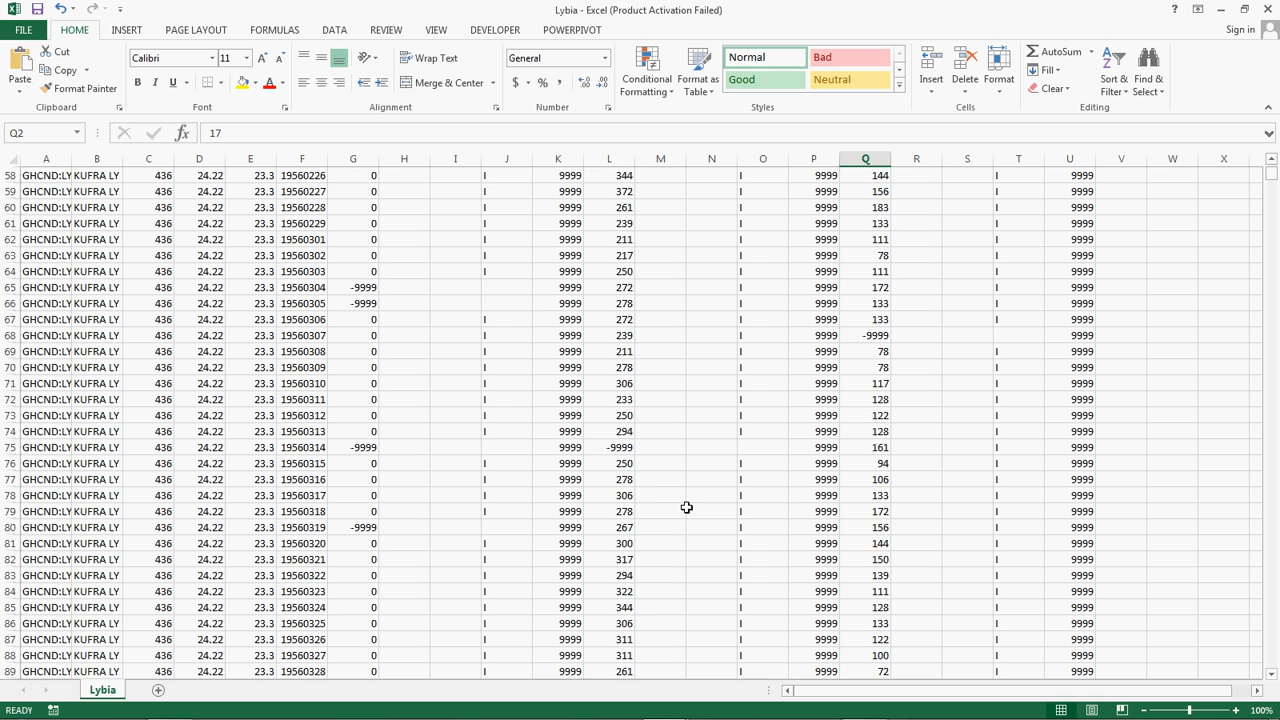 Lybia - Excel (Product Activation Failed)
FILE HOME INSERT PAGE LAYOUT FORMULAS DATA REVIEW VIEW DEVELOPER POWERPIVOT Sign in
Paste Cut Copy Format Painter Calibri 11 B I U A A Wrap Text Merge & Center General $ % , Conditional Formatting Format as Table Normal Bad Good Neutral Insert Delete Format AutoSum Fill Clear Sort & Filter Find & Select
Clipboard Font Alignment Number Styles Cells Editing
Q2 fx 17
A B C D E F G H I J K L M N O P Q R S T U V W X
58 GHCND:LY KUFRA LY 436 24.22 23.3 19560226 0 I 9999 344 I 9999 144 I 9999
59 GHCND:LY KUFRA LY 436 24.22 23.3 19560227 0 I 9999 372 I 9999 156 I 9999
60 GHCND:LY KUFRA LY 436 24.22 23.3 19560228 0 I 9999 261 I 9999 183 I 9999
61 GHCND:LY KUFRA LY 436 24.22 23.3 19560229 0 I 9999 239 I 9999 133 I 9999
62 GHCND:LY KUFRA LY 436 24.22 23.3 19560301 0 I 9999 211 I 9999 111 I 9999
63 GHCND:LY KUFRA LY 436 24.22 23.3 19560302 0 I 9999 217 I 9999 78 I 9999
64 GHCND:LY KUFRA LY 436 24.22 23.3 19560303 0 I 9999 250 I 9999 111 I 9999
65 GHCND:LY KUFRA LY 436 24.22 23.3 19560304 -9999 9999 272 I 9999 172 I 9999
66 GHCND:LY KUFRA LY 436 24.22 23.3 19560305 -9999 9999 278 I 9999 133 I 9999
67 GHCND:LY KUFRA LY 436 24.22 23.3 19560306 0 I 9999 272 I 9999 133 I 9999
68 GHCND:LY KUFRA LY 436 24.22 23.3 19560307 0 I 9999 239 I 9999 -9999 9999
69 GHCND:LY KUFRA LY 436 24.22 23.3 19560308 0 I 9999 211 I 9999 78 I 9999
70 GHCND:LY KUFRA LY 436 24.22 23.3 19560309 0 I 9999 278 I 9999 78 I 9999
71 GHCND:LY KUFRA LY 436 24.22 23.3 19560310 0 I 9999 306 I 9999 117 I 9999
72 GHCND:LY KUFRA LY 436 24.22 23.3 19560311 0 I 9999 233 I 9999 128 I 9999
73 GHCND:LY KUFRA LY 436 24.22 23.3 19560312 0 I 9999 250 I 9999 122 I 9999
74 GHCND:LY KUFRA LY 436 24.22 23.3 19560313 0 I 9999 294 I 9999 128 I 9999
75 GHCND:LY KUFRA LY 436 24.22 23.3 19560314 -9999 9999 -9999 9999 161 I 9999
76 GHCND:LY KUFRA LY 436 24.22 23.3 19560315 0 I 9999 250 I 9999 94 I 9999
77 GHCND:LY KUFRA LY 436 24.22 23.3 19560316 0 I 9999 278 I 9999 106 I 9999
78 GHCND:LY KUFRA LY 436 24.22 23.3 19560317 0 I 9999 306 I 9999 133 I 9999
79 GHCND:LY KUFRA LY 436 24.22 23.3 19560318 0 I 9999 278 I 9999 172 I 9999
80 GHCND:LY KUFRA LY 436 24.22 23.3 19560319 -9999 9999 267 I 9999 156 I 9999
81 GHCND:LY KUFRA LY 436 24.22 23.3 19560320 0 I 9999 300 I 9999 144 I 9999
82 GHCND:LY KUFRA LY 436 24.22 23.3 19560321 0 I 9999 317 I 9999 150 I 9999
83 GHCND:LY KUFRA LY 436 24.22 23.3 19560322 0 I 9999 294 I 9999 139 I 9999
84 GHCND:LY KUFRA LY 436 24.22 23.3 19560323 0 I 9999 322 I 9999 111 I 9999
85 GHCND:LY KUFRA LY 436 24.22 23.3 19560324 0 I 9999 344 I 9999 128 I 9999
86 GHCND:LY KUFRA LY 436 24.22 23.3 19560325 0 I 9999 306 I 9999 133 I 9999
87 GHCND:LY KUFRA LY 436 24.22 23.3 19560326 0 I 9999 311 I 9999 122 I 9999
88 GHCND:LY KUFRA LY 436 24.22 23.3 19560327 0 I 9999 311 I 9999 100 I 9999
89 GHCND:LY KUFRA LY 436 24.22 23.3 19560328 0 I 9999 261 I 9999 72 I 9999
Lybia
READY 100%